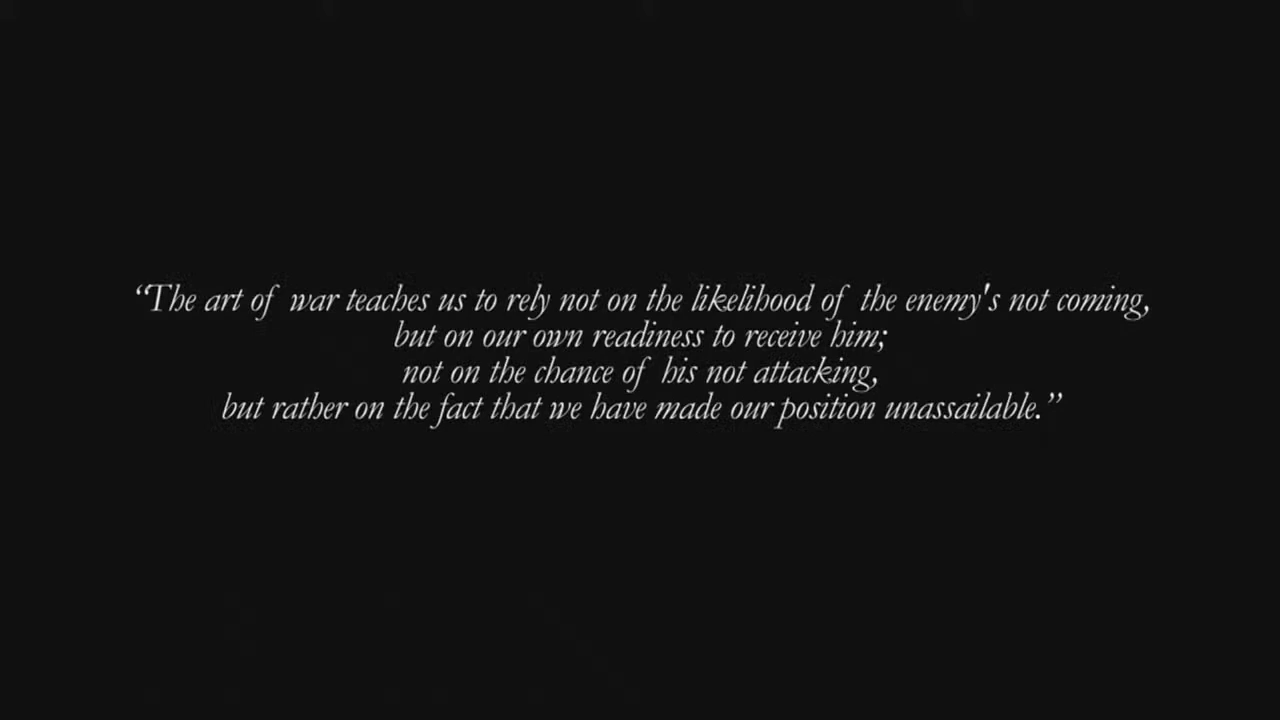 “The art of war teaches us to rely not on the likelihood of the enemy's not coming,
but on our own readiness to receive him;
not on the chance of his not attacking,
but rather on the fact that we have made our position unassailable.”